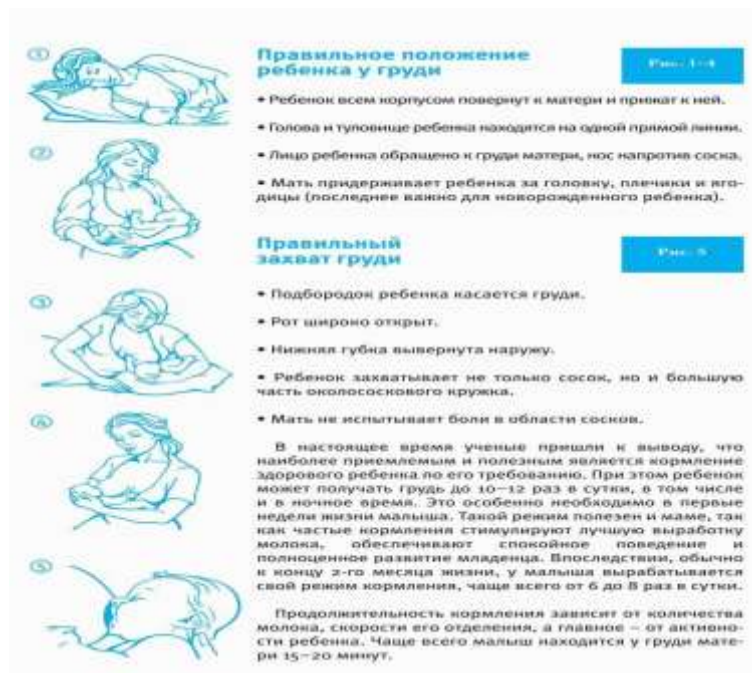 ①
Правильное положение
ребенка у груди
Рис. 1–4
• Ребенок всем корпусом повернут к матери и прижат к ней.
• Голова и туловище ребенка находятся на одной прямой линии.
②
• Лицо ребенка обращено к груди матери, нос напротив соска.
• Мать придерживает ребенка за головку, плечики и яго-
дицы (последнее важно для новорожденного ребенка).
Правильный
захват груди
Рис. 5
③
• Подбородок ребенка касается груди.
• Рот широко открыт.
• Нижняя губка вывернута наружу.
• Ребенок захватывает не только сосок, но и большую
часть околососкового кружка.
④
• Мать не испытывает боли в области сосков.
В настоящее время ученые пришли к выводу, что
наиболее приемлемым и полезным является кормление
здорового ребенка по его требованию. При этом ребенок
может получать грудь до 10–12 раз в сутки, в том числе
и в ночное время. Это особенно необходимо в первые
недели жизни малыша. Такой режим полезен и маме, так
как частые кормления стимулируют лучшую выработку
молока, обеспечивают спокойное поведение и
полноценное развитие младенца. Впоследствии, обычно
⑤
к концу 2-го месяца жизни, у малыша вырабатывается
свой режим кормления, чаще всего от 6 до 8 раз в сутки.
Продолжительность кормления зависит от количества
молока, скорости его отделения, а главное – от активно-
сти ребенка. Чаще всего малыш находится у груди мате-
ри 15–20 минут.